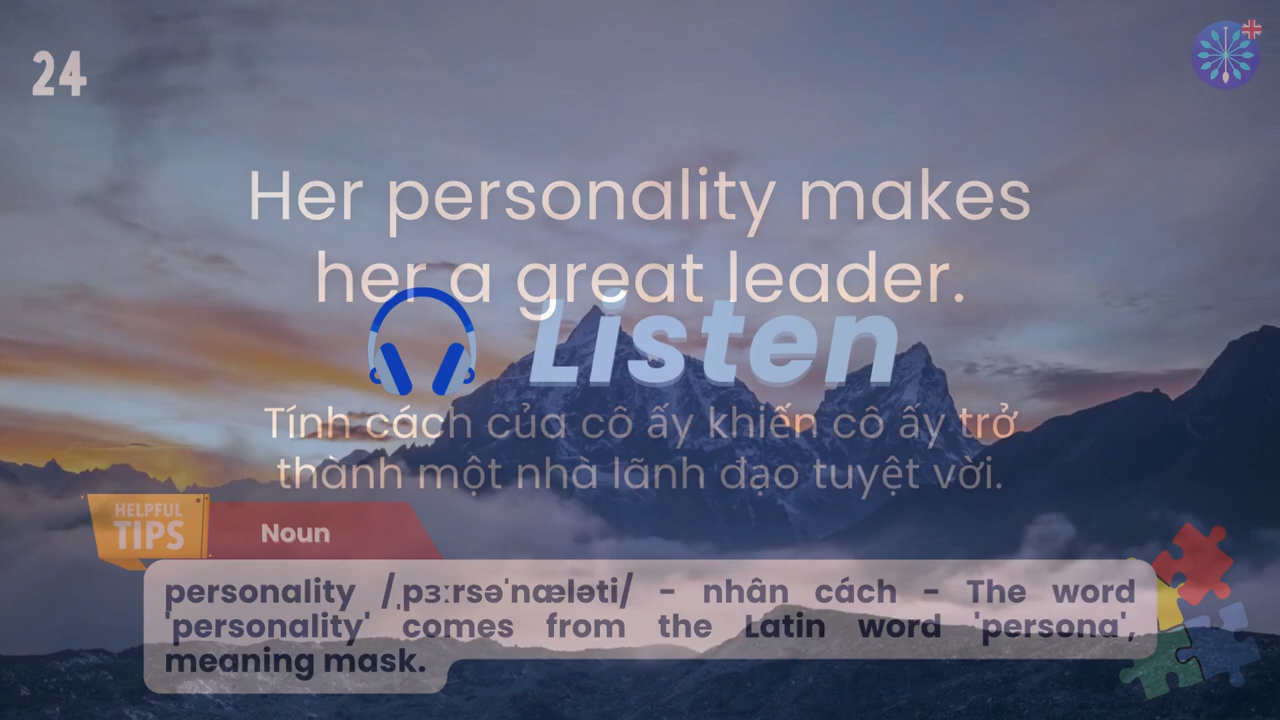 24
Her personality makes
her a great leader.
Listen
Tính cách của cô ấy khiến cô ấy trở
thành một nhà lãnh đạo tuyệt vời.
HELPFUL
TIPS
Noun
personality /ˌpɜːrsəˈnæləti/ - nhân cách - The word
'personality' comes from the Latin word 'persona',
meaning mask.